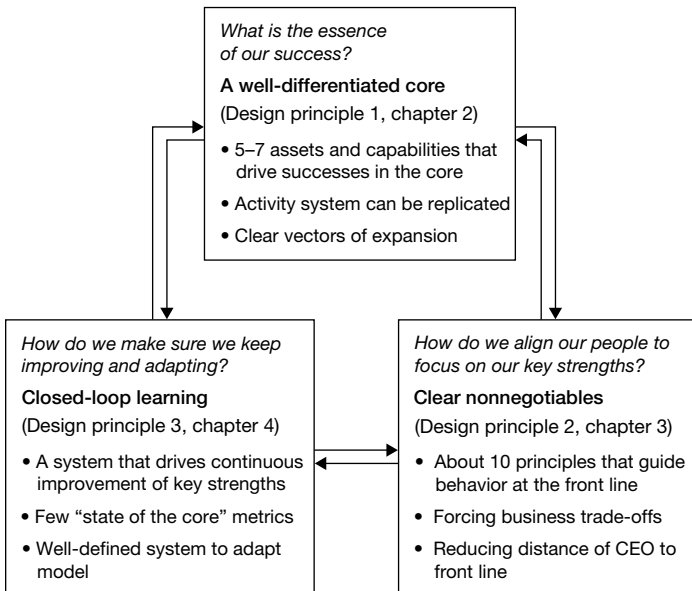 What is the essence
of our success?
A well-differentiated core
(Design principle 1, chapter 2)
• 5–7 assets and capabilities that
drive successes in the core
• Activity system can be replicated
• Clear vectors of expansion
How do we make sure we keep
improving and adapting?
Closed-loop learning
(Design principle 3, chapter 4)
• A system that drives continuous
improvement of key strengths
• Few “state of the core” metrics
• Well-defined system to adapt
model
How do we align our people to
focus on our key strengths?
Clear nonnegotiables
(Design principle 2, chapter 3)
• About 10 principles that guide
behavior at the front line
• Forcing business trade-offs
• Reducing distance of CEO to
front line